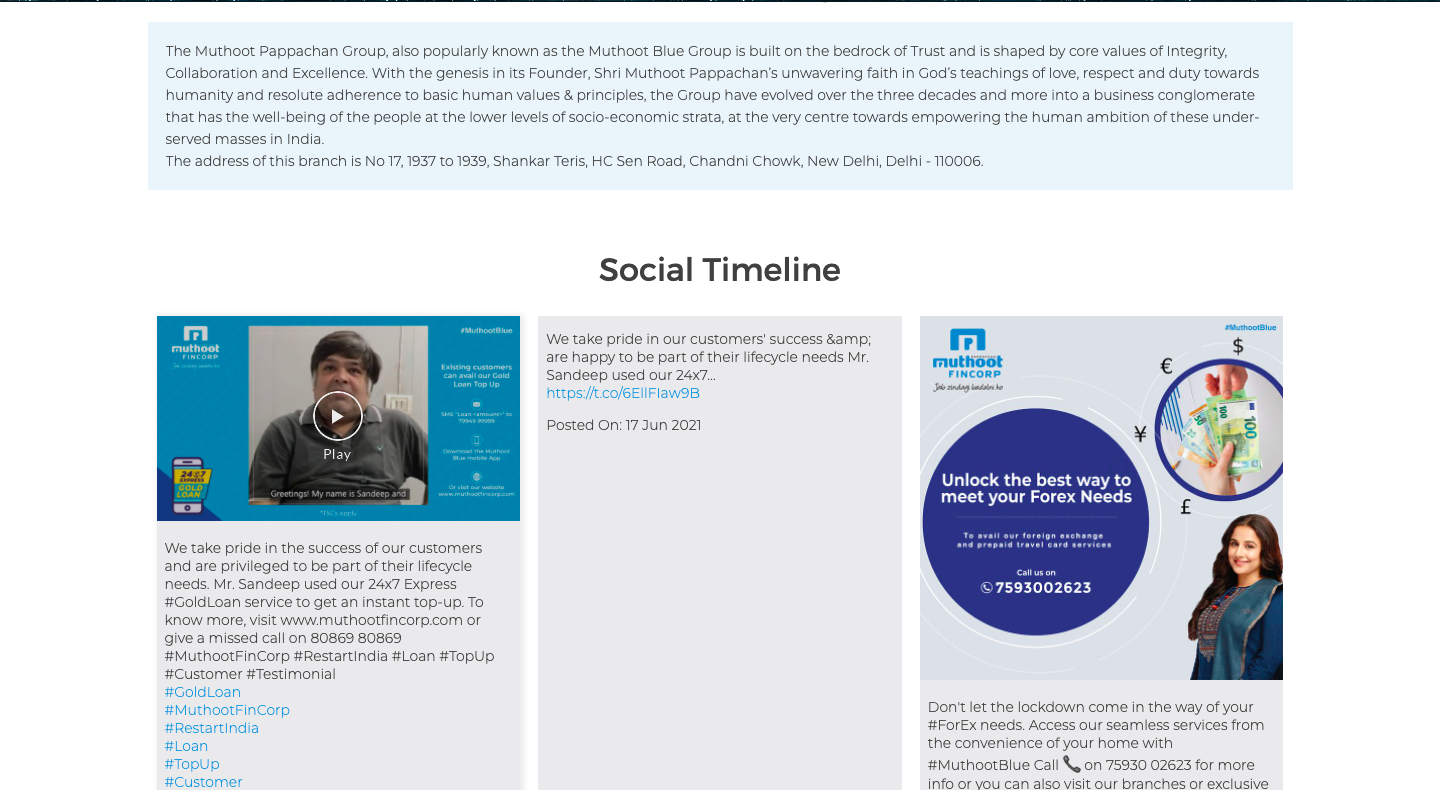 The Muthoot Pappachan Group, also popularly known as the Muthoot Blue Group is built on the bedrock of Trust and is shaped by core values of Integrity,
Collaboration and Excellence. With the genesis in its Founder, Shri Muthoot Pappachan’s unwavering faith in God’s teachings of love, respect and duty towards
humanity and resolute adherence to basic human values & principles, the Group have evolved over the three decades and more into a business conglomerate
that has the well-being of the people at the lower levels of socio-economic strata, at the very centre towards empowering the human ambition of these under-
served masses in India.
The address of this branch is No 17, 1937 to 1939, Shankar Teris, HC Sen Road, Chandni Chowk, New Delhi, Delhi - 110006.
Social Timeline
muthoot
FINCORP
#MuthootBlue
Existing customers
can avail our Gold
Loan Top Up
SMS "Loan <amount>" to
79949 99995
Download the Muthoot
Blue mobile App
Or visit our website
www.muthootfincorp.com
24x7
EXPRESS
GOLD
LOAN
Play
Greetings! My name is Sandeep and
*T&Cs apply
We take pride in the success of our customers
and are privileged to be part of their lifecycle
needs. Mr. Sandeep used our 24x7 Express
#GoldLoan service to get an instant top-up. To
know more, visit www.muthootfincorp.com or
give a missed call on 80869 80869
#MuthootFinCorp #RestartIndia #Loan #TopUp
#Customer #Testimonial
#GoldLoan
#MuthootFinCorp
#RestartIndia
#Loan
#TopUp
#Customer
We take pride in our customers' success &amp;
are happy to be part of their lifecycle needs Mr.
Sandeep used our 24x7...
https://t.co/6EllFIaw9B
Posted On: 17 Jun 2021
muthoot
FINCORP
Jab zindagi badalni ho
#MuthootBlue
$
€
¥
£
Unlock the best way to
meet your Forex Needs
To avail our foreign exchange
and prepaid travel card services
Call us on
7593002623
Don't let the lockdown come in the way of your
#ForEx needs. Access our seamless services from
the convenience of your home with
#MuthootBlue Call 📞 on 75930 02623 for more
info or you can also visit our branches or exclusive